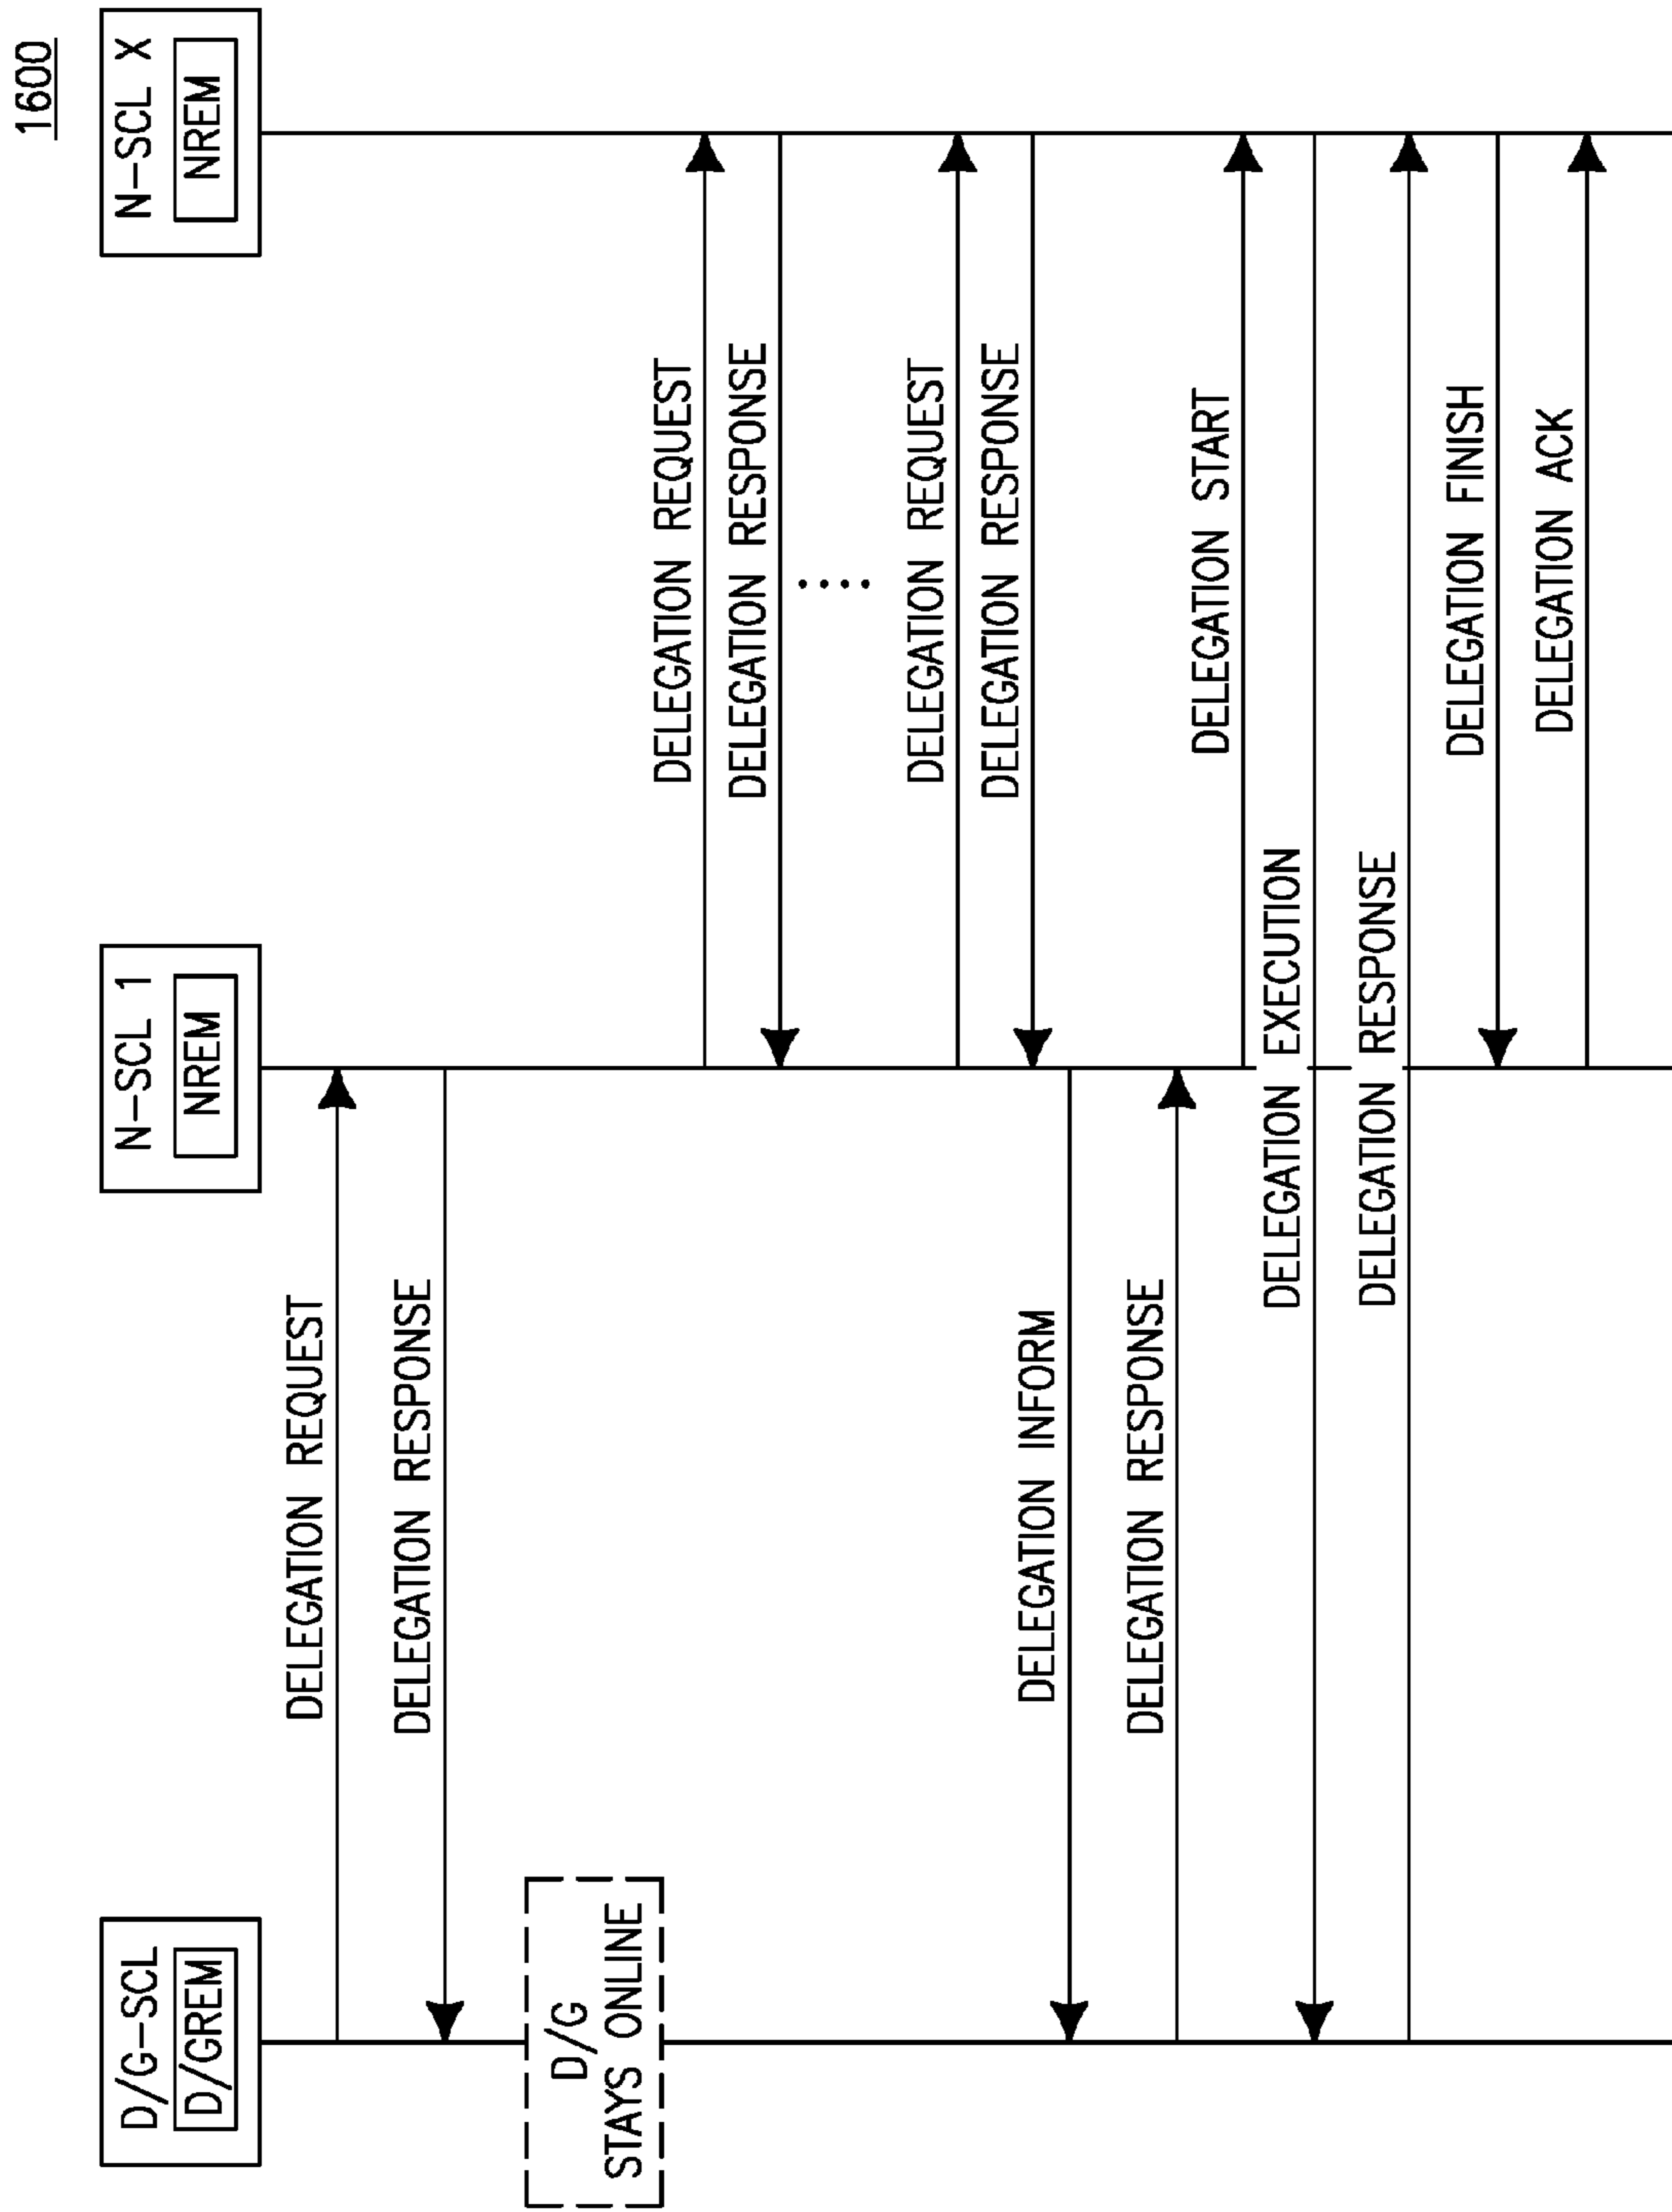 1600
D/G-SCL
D/GREM
N-SCL 1
NREM
N-SCL X
NREM
DELEGATION REQUEST
DELEGATION RESPONSE
D/G
STAYS ONLINE
DELEGATION REQUEST
DELEGATION RESPONSE
....
DELEGATION REQUEST
DELEGATION RESPONSE
DELEGATION INFORM
DELEGATION RESPONSE
DELEGATION START
DELEGATION EXECUTION
DELEGATION RESPONSE
DELEGATION FINISH
DELEGATION ACK